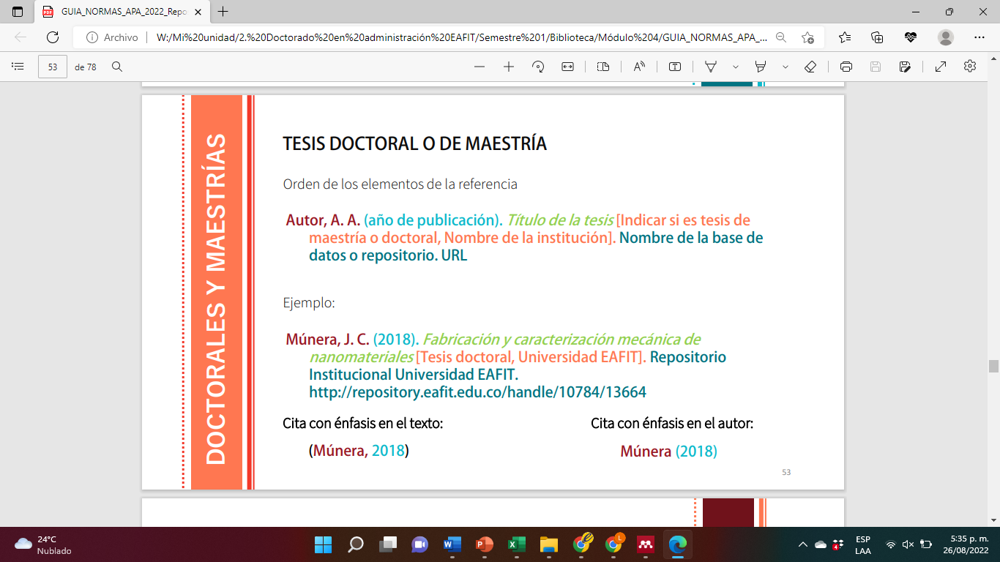 GUIA_NORMAS_APA_2022_Repo
Archivo
W:/Mi%20unidad/2.%20Doctorado%20en%20administración%20EAFIT/Semestre%201/Biblioteca/Módulo%204/GUIA_NORMAS_APA_...
53
de 78
DOCTORALES Y MAESTRÍAS
TESIS DOCTORAL O DE MAESTRÍA
Orden de los elementos de la referencia
Autor, A. A. (año de publicación). Título de la tesis [Indicar si es tesis de
maestría o doctoral, Nombre de la institución]. Nombre de la base de
datos o repositorio. URL
Ejemplo:
Múnera, J. C. (2018). Fabricación y caracterización mecánica de
nanomateriales [Tesis doctoral, Universidad EAFIT]. Repositorio
Institucional Universidad EAFIT.
http://repository.eafit.edu.co/handle/10784/13664
Cita con énfasis en el texto:
(Múnera, 2018)
Cita con énfasis en el autor:
Múnera (2018)
53
24°C
Nublado
ESP
LAA
5:35 p. m.
26/08/2022